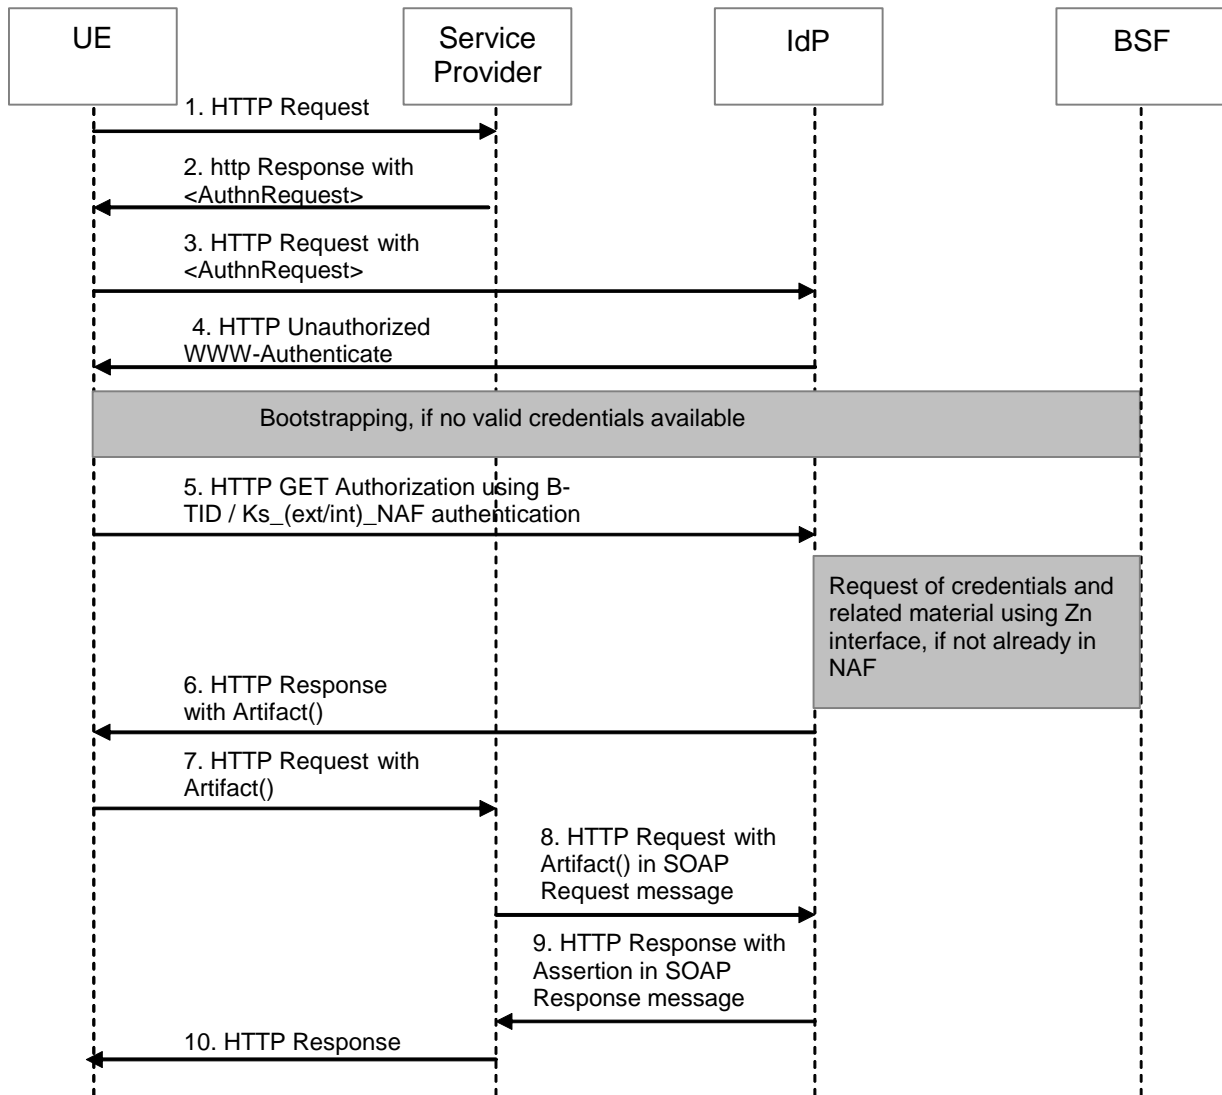 UE
Service
Provider
IdP
BSF
1. HTTP Request
2. http Response with
<AuthnRequest>
3. HTTP Request with
<AuthnRequest>
4. HTTP Unauthorized
WWW-Authenticate
Bootstrapping, if no valid credentials available
5. HTTP GET Authorization using B-
TID / Ks_(ext/int)_NAF authentication
Request of credentials and
related material using Zn
interface, if not already in
NAF
6. HTTP Response
with Artifact()
7. HTTP Request with
Artifact()
8. HTTP Request with
Artifact() in SOAP
Request message
9. HTTP Response with
Assertion in SOAP
Response message
10. HTTP Response